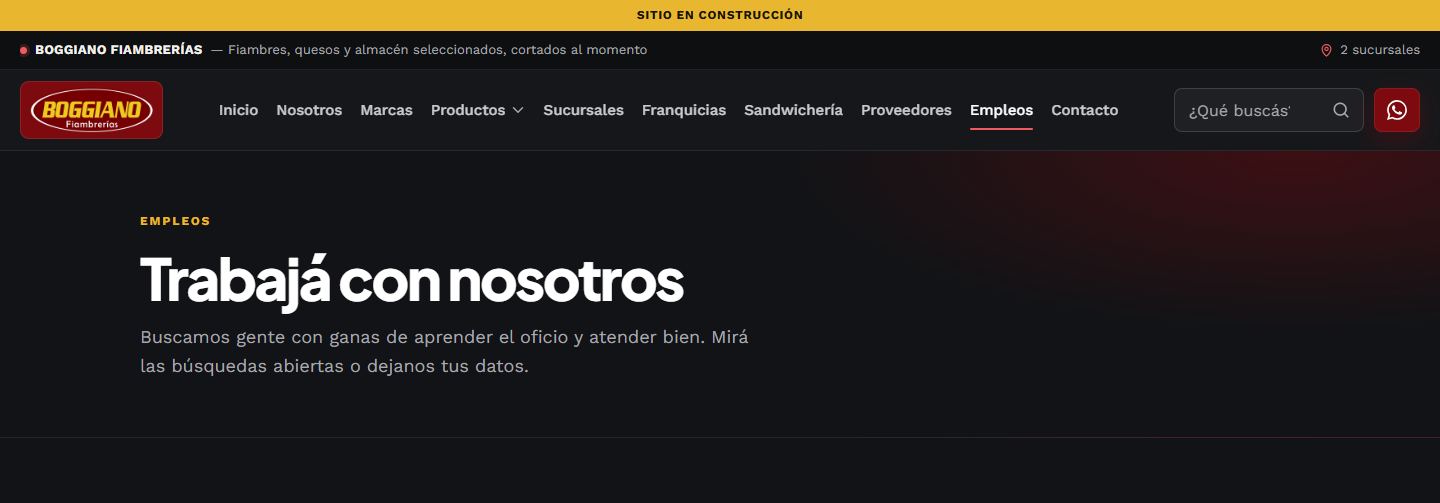 SITIO EN CONSTRUCCIÓN
BOGGIANO FIAMBRERÍAS — Fiambres, quesos y almacén seleccionados, cortados al momento
2 sucursales
BOGGIANO
Fiambrerías
Inicio Nosotros Marcas Productos Sucursales Franquicias Sandwichería Proveedores Empleos Contacto
¿Qué buscás
EMPLEOS
Trabajá con nosotros
Buscamos gente con ganas de aprender el oficio y atender bien. Mirá
las búsquedas abiertas o dejanos tus datos.